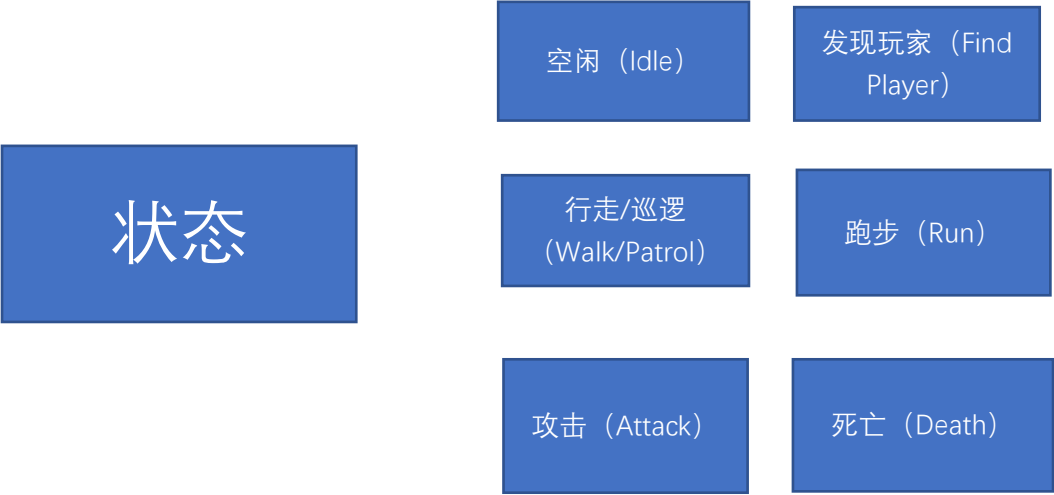 状态
空闲（Idle）
发现玩家（Find
Player）
行走/巡逻
（Walk/Patrol）
跑步（Run）
攻击（Attack）
死亡（Death）